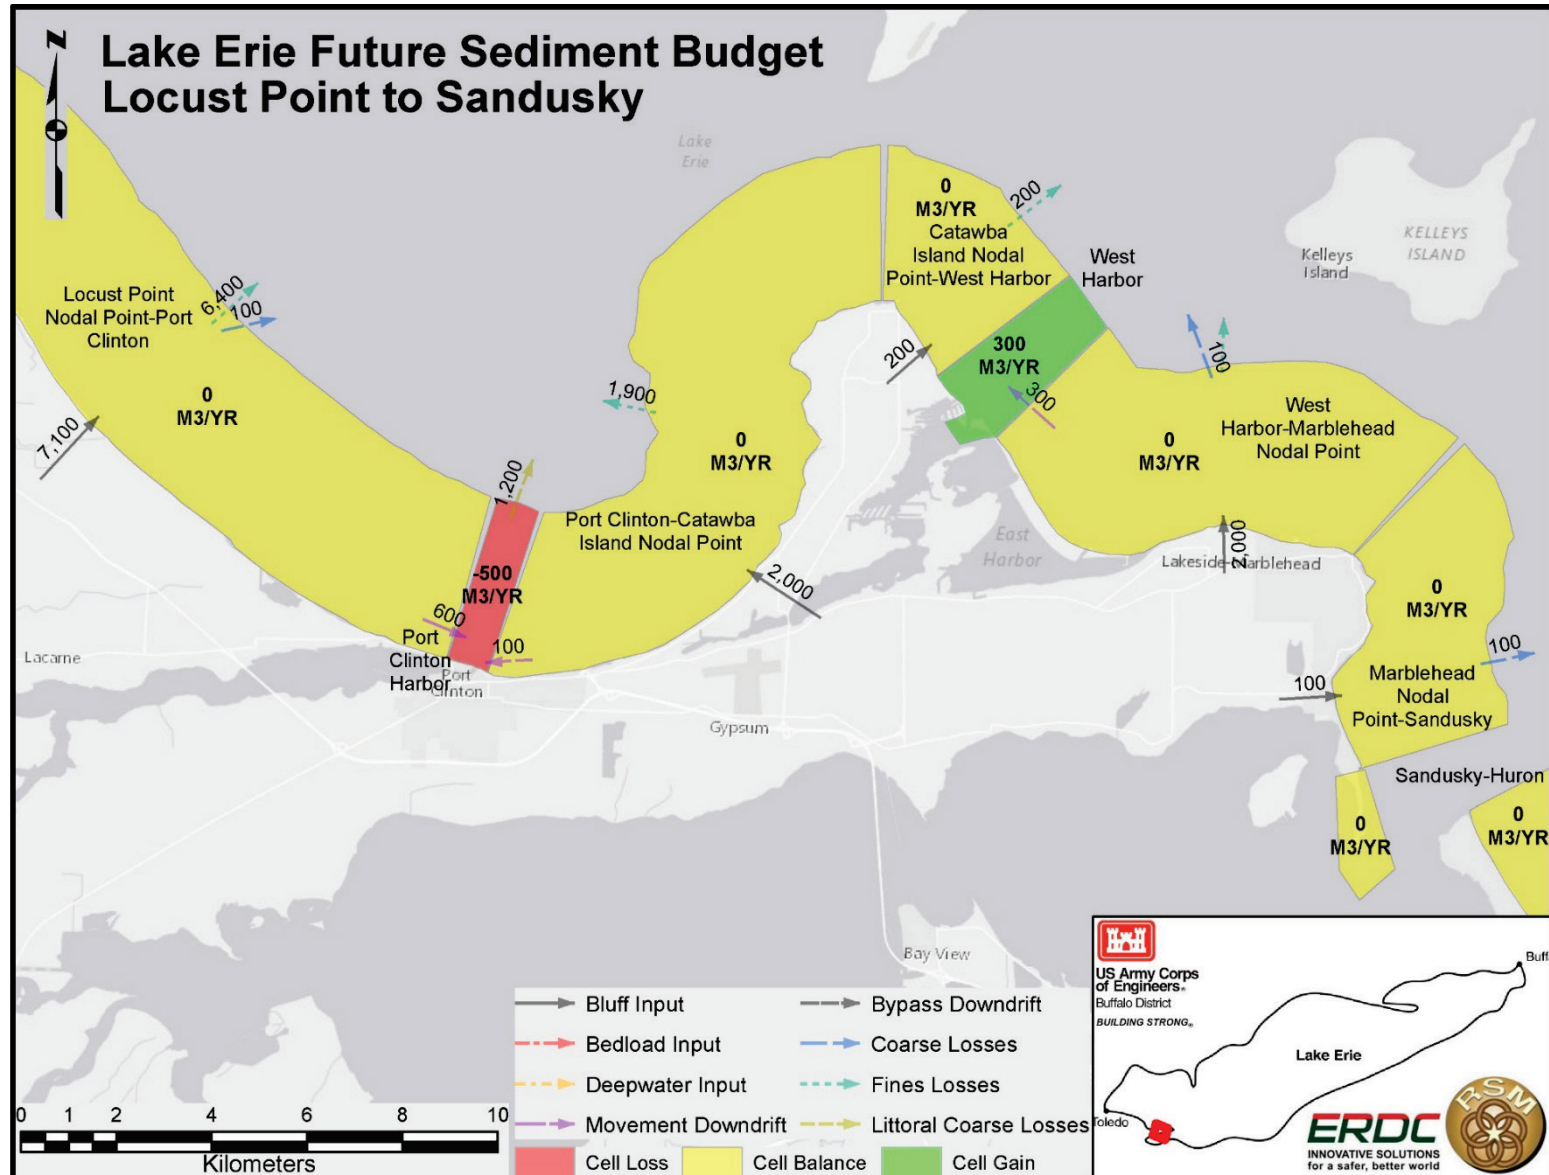 N
Lake Erie Future Sediment Budget
Locust Point to Sandusky
Lake
Erie
0
M3/YR
Catawba
Island Nodal
Point-West Harbor
200
West
Harbor
KELLEYS
ISLAND
Kelleys
Island
Locust Point
Nodal Point-Port
Clinton
6,400
100
0
M3/YR
7,100
1,900
0
M3/YR
200
300
M3/YR
300
100
West
Harbor-Marblehead
Nodal Point
0
M3/YR
1,200
Port Clinton-Catawba
Island Nodal Point
-500
M3/YR
2,000
East
Harbor
2,000
Lakeside-Marblehead
600
100
Port
Clinton
Harbor
Port
Clinton
Lacarne
Gypsum
0
M3/YR
100
100
Marblehead
Nodal
Point-Sandusky
Sandusky-Huron
0
M3/YR
0
M3/YR
Bay View
Bluff Input
Bypass Downdrift
Bedload Input
Coarse Losses
Deepwater Input
Fines Losses
Movement Downdrift
Littoral Coarse Losses
Cell Loss
Cell Balance
Cell Gain
0 1 2 4 6 8 10
Kilometers
US Army Corps
of Engineers®
Buffalo District
BUILDING STRONG®
Buff
Lake Erie
Toledo
ERDC
INNOVATIVE SOLUTIONS
for a safer, better world
RSM